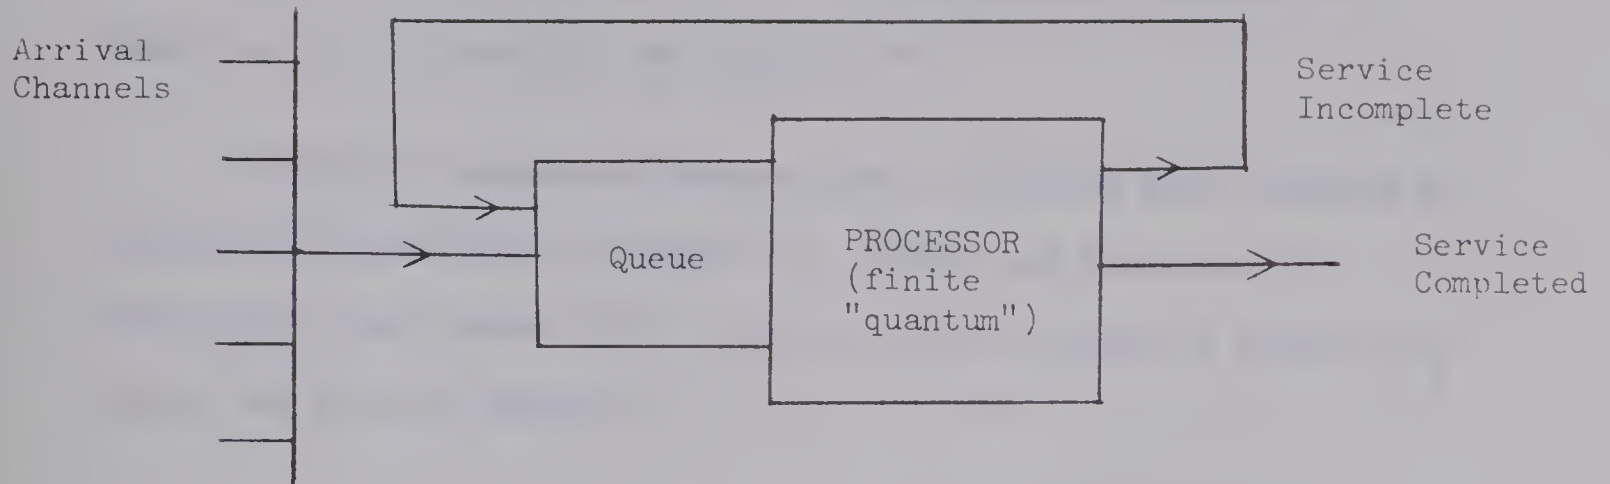 Arrival
Channels
Service
Incomplete
Queue
PROCESSOR
(finite
"quantum")
Service
Completed